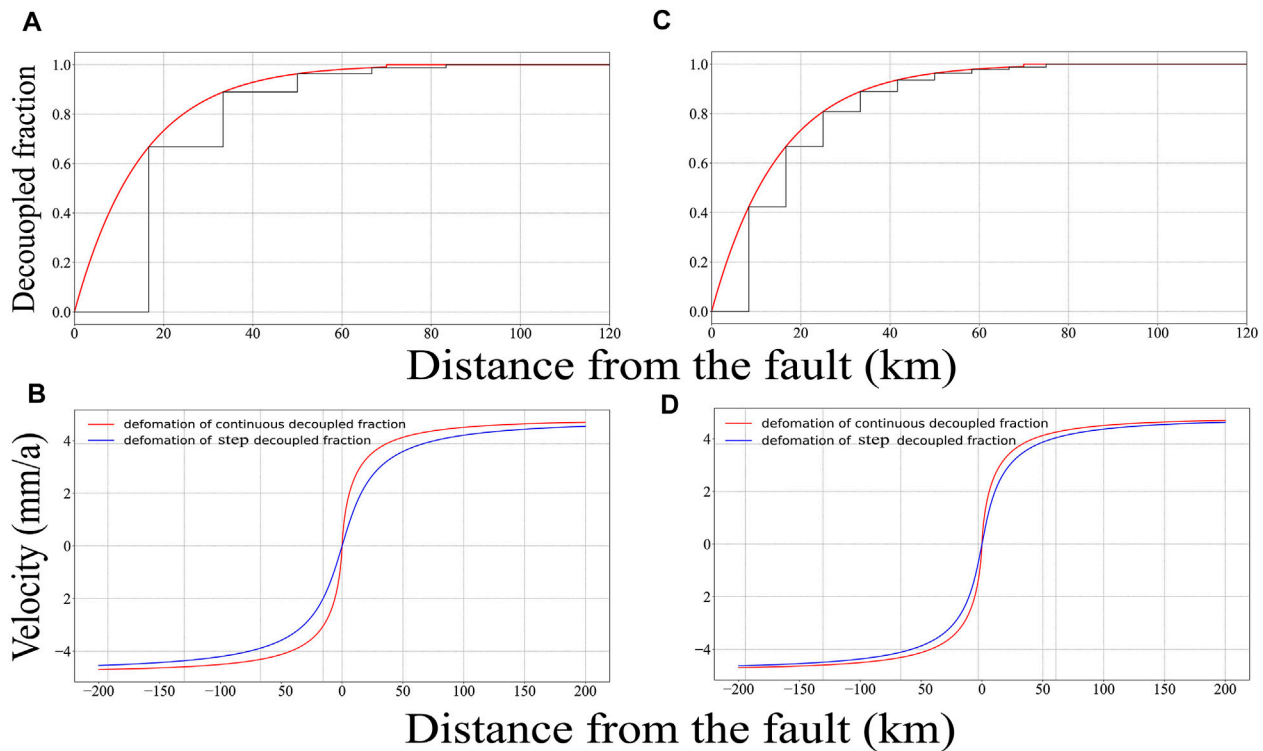 A
Decouopled fraction
1.0
0.8
0.6
0.4
0.2
0.0
0 20 40 60 80 100 120
C
1.0
0.8
0.6
0.4
0.2
0.0
0 20 40 60 80 100 120
Distance from the fault (km)
B
Velocity (mm/a)
defomation of continuous decoupled fraction
defomation of step decoupled fraction
4
2
0
2
−4
−200 −150 −100 50 0 50 100 150 200
D
defomation of continuous decoupled fraction
defomation of step decoupled fraction
4
2
0
2
−4
−200 −150 −100 50 0 50 100 150 200
Distance from the fault (km)